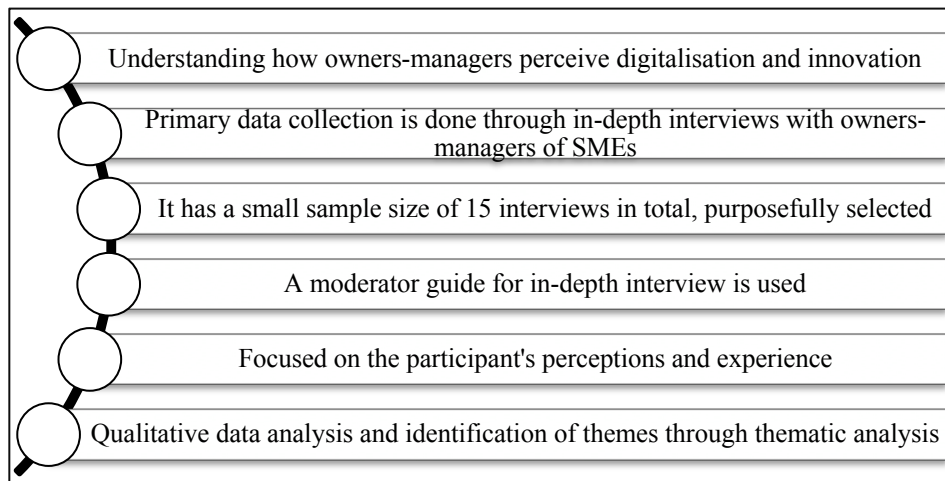 Understanding how owners-managers perceive digitalisation and innovation
Primary data collection is done through in-depth interviews with owners-
managers of SMEs
It has a small sample size of 15 interviews in total, purposefully selected
A moderator guide for in-depth interview is used
Focused on the participant's perceptions and experience
Qualitative data analysis and identification of themes through thematic analysis